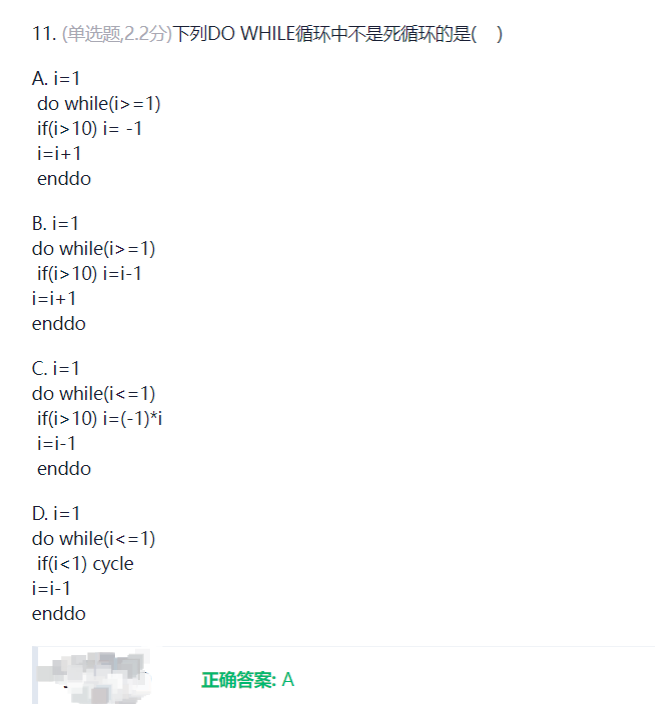 11. (单选题,2.2分)下列DO WHILE循环中不是死循环的是( )
A. i=1
do while(i>=1)
if(i>10) i= -1
i=i+1
enddo
B. i=1
do while(i>=1)
if(i>10) i=i-1
i=i+1
enddo
C. i=1
do while(i<=1)
if(i>10) i=(-1)*i
i=i-1
enddo
D. i=1
do while(i<=1)
if(i<1) cycle
i=i-1
enddo
正确答案: A